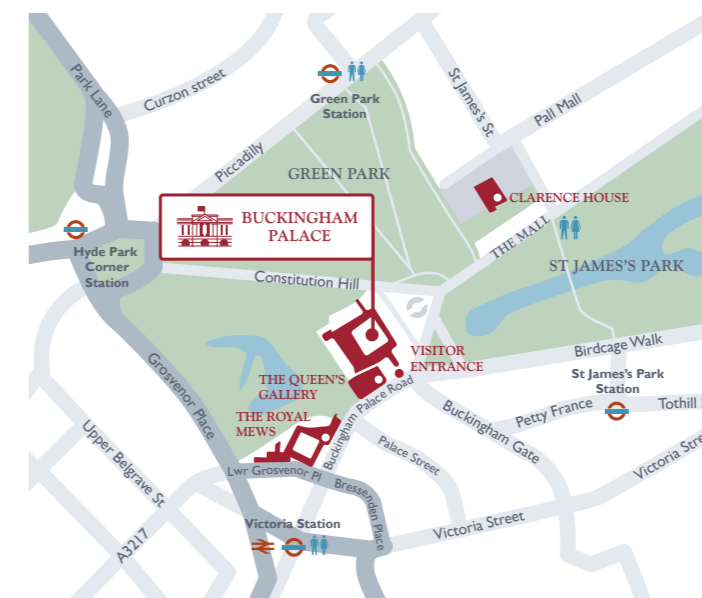 Park Lane
Curzon street
Green Park
Station
St James's St
Pall Mall
Piccadilly
GREEN PARK
CLARENCE HOUSE
BUCKINGHAM
PALACE
THE MALL
Hyde Park
Corner
Station
ST JAMES'S PARK
Constitution Hill
VISITOR
ENTRANCE
Birdcage Walk
Grosvenor Place
THE QUEEN'S
GALLERY
St James's Park
Station
THE ROYAL
MEWS
Buckingham Palace Road
Buckingham Gate
Petty France
Tothill
Upper Belgrave St
Palace Street
Victoria Stre
Lwr Grosvenor Pl
Bressenden Place
Victoria Station
Victoria Street
A3217